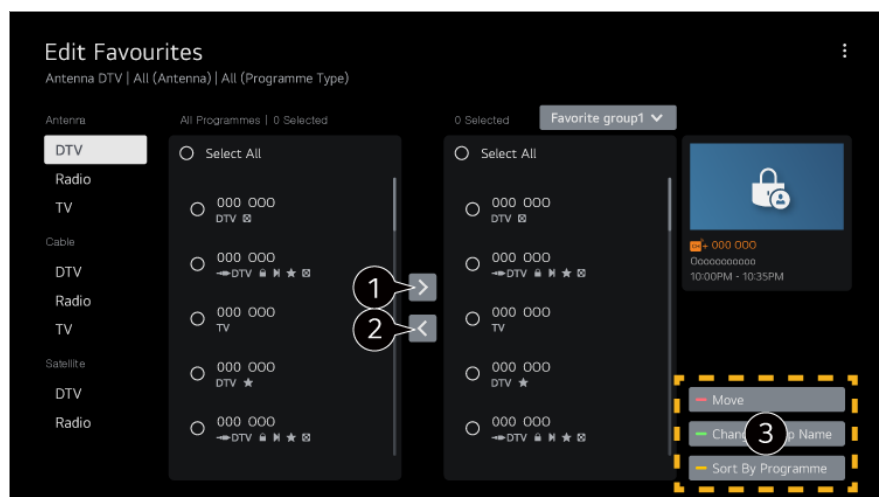 Edit Favourites
Antenna DTV | All (Antenna) | All (Programme Type)
Antenna
DTV
Radio
TV
Cable
DTV
Radio
TV
Satellite
DTV
Radio
All Programmes | 0 Selected
Select All
000 000
DTV
000 000
DTV
000 000
TV
000 000
DTV
000 000
DTV
1
2
0 Selected
Favorite group1
Select All
000 000
DTV
000 000
DTV
000 000
TV
000 000
DTV
000 000
DTV
CH+ 000 000
Oooooooooo
10:00PM - 10:35PM
Move
3
Name
Sort By Programme